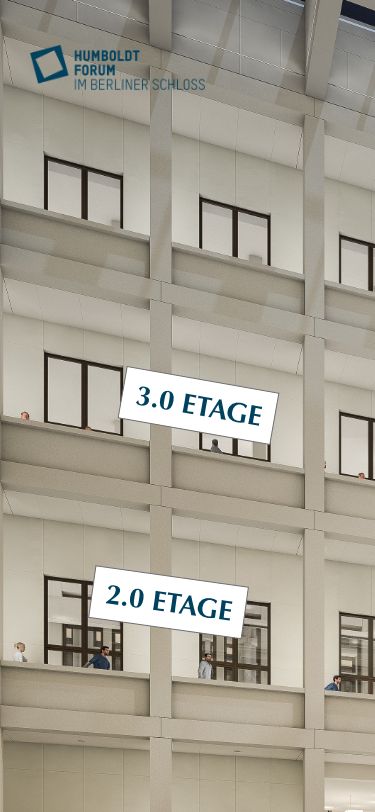 HUMBOLDT
FORUM
IM BERLINER SCHLOSS
3.0 ETAGE
2.0 ETAGE